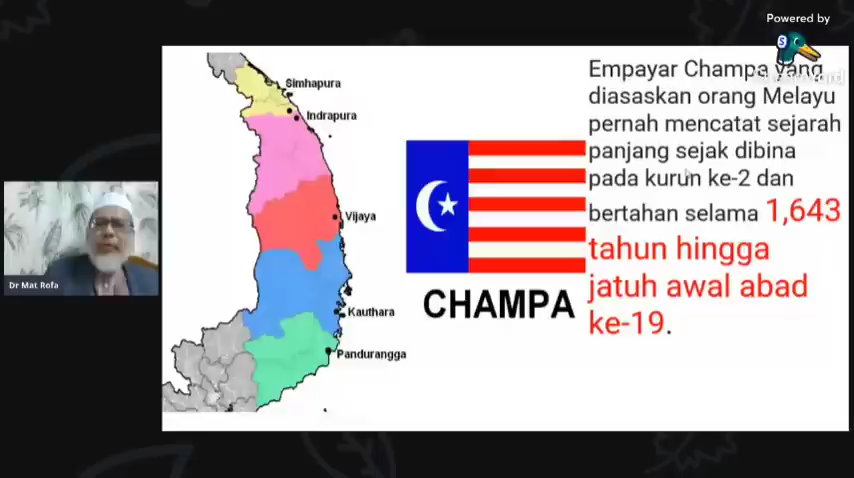 Powered by
Simhapura
Indrapura
Vijaya
Kauthara
Pandurangga
CHAMPA
Empayar Champa yang
diasaskan orang Melayu
pernah mencatat sejarah
panjang sejak dibina
pada kurun ke-2 dan
bertahan selama 1,643
tahun hingga
jatuh awal abad
ke-19.
Dr Mat Rofa